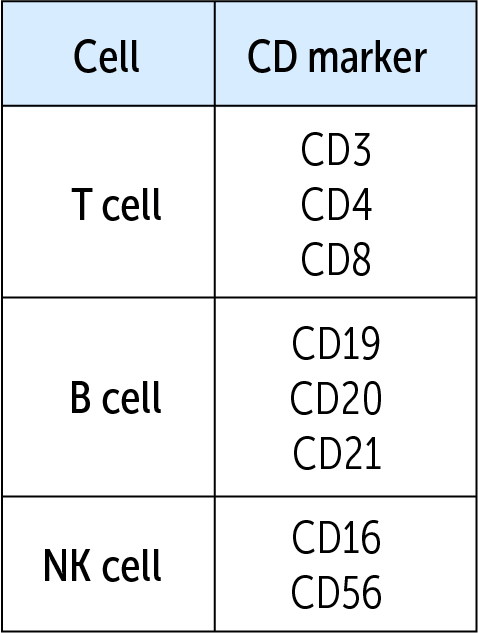 Cell CD marker
T cell
CD3
CD4
CD8
B cell
CD19
CD20
CD21
NK cell
CD16
CD56